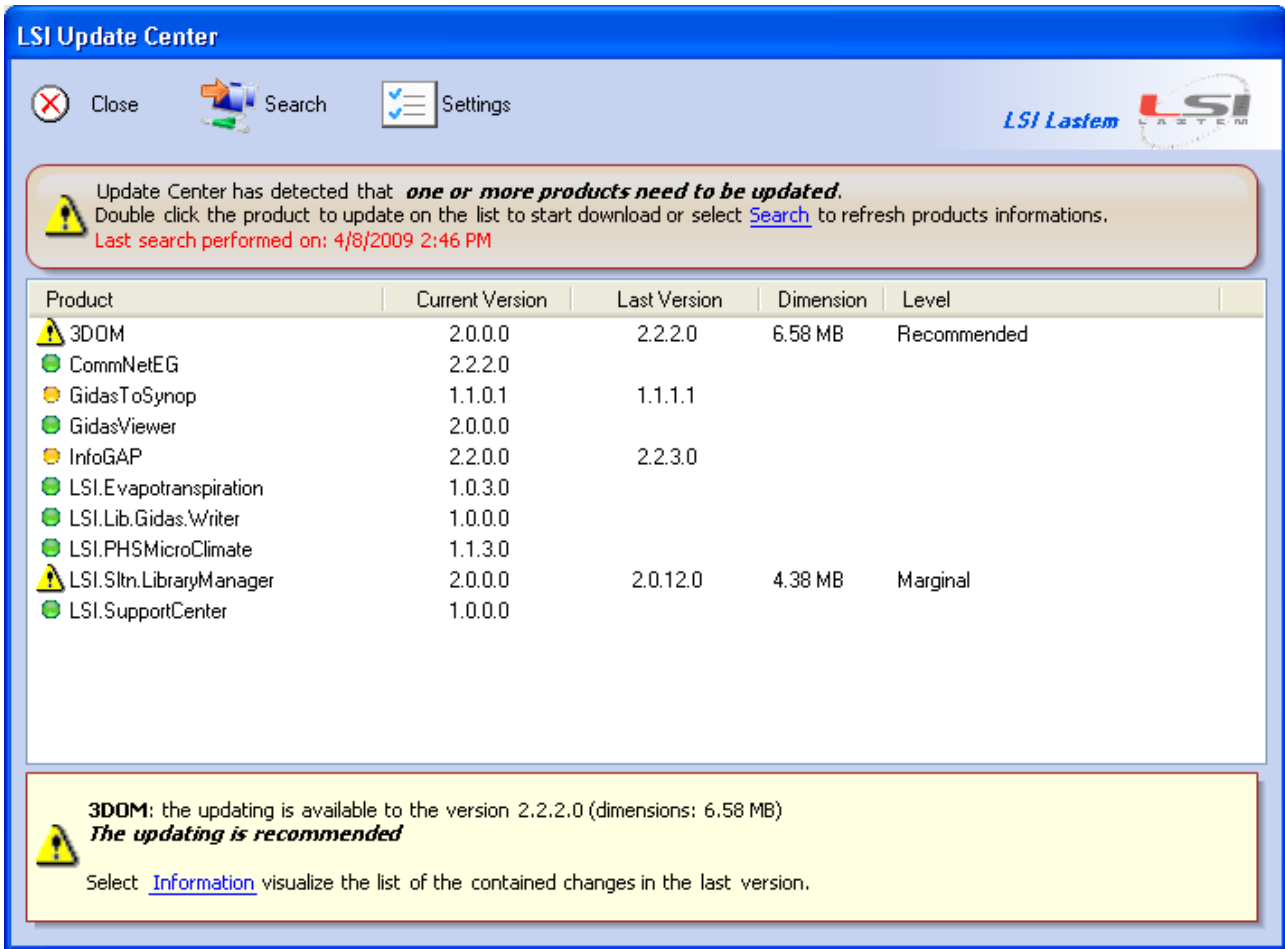 LSI Update Center
Close Search Settings
LSI Lastem LSI
LASTEM
Update Center has detected that one or more products need to be updated.
Double click the product to update on the list to start download or select Search to refresh products informations.
Last search performed on: 4/8/2009 2:46 PM
Product Current Version Last Version Dimension Level
3DOM 2.0.0.0 2.2.2.0 6.58 MB Recommended
CommNetEG 2.2.2.0
GidasToSynop 1.1.0.1 1.1.1.1
GidasViewer 2.0.0.0
InfoGAP 2.2.0.0 2.2.3.0
LSI.Evapotranspiration 1.0.3.0
LSI.Lib.Gidas.Writer 1.0.0.0
LSI.PHSMicroClimate 1.1.3.0
LSI.Sltn.LibraryManager 2.0.0.0 2.0.12.0 4.38 MB Marginal
LSI.SupportCenter 1.0.0.0
3DOM: the updating is available to the version 2.2.2.0 (dimensions: 6.58 MB)
The updating is recommended
Select Information visualize the list of the contained changes in the last version.